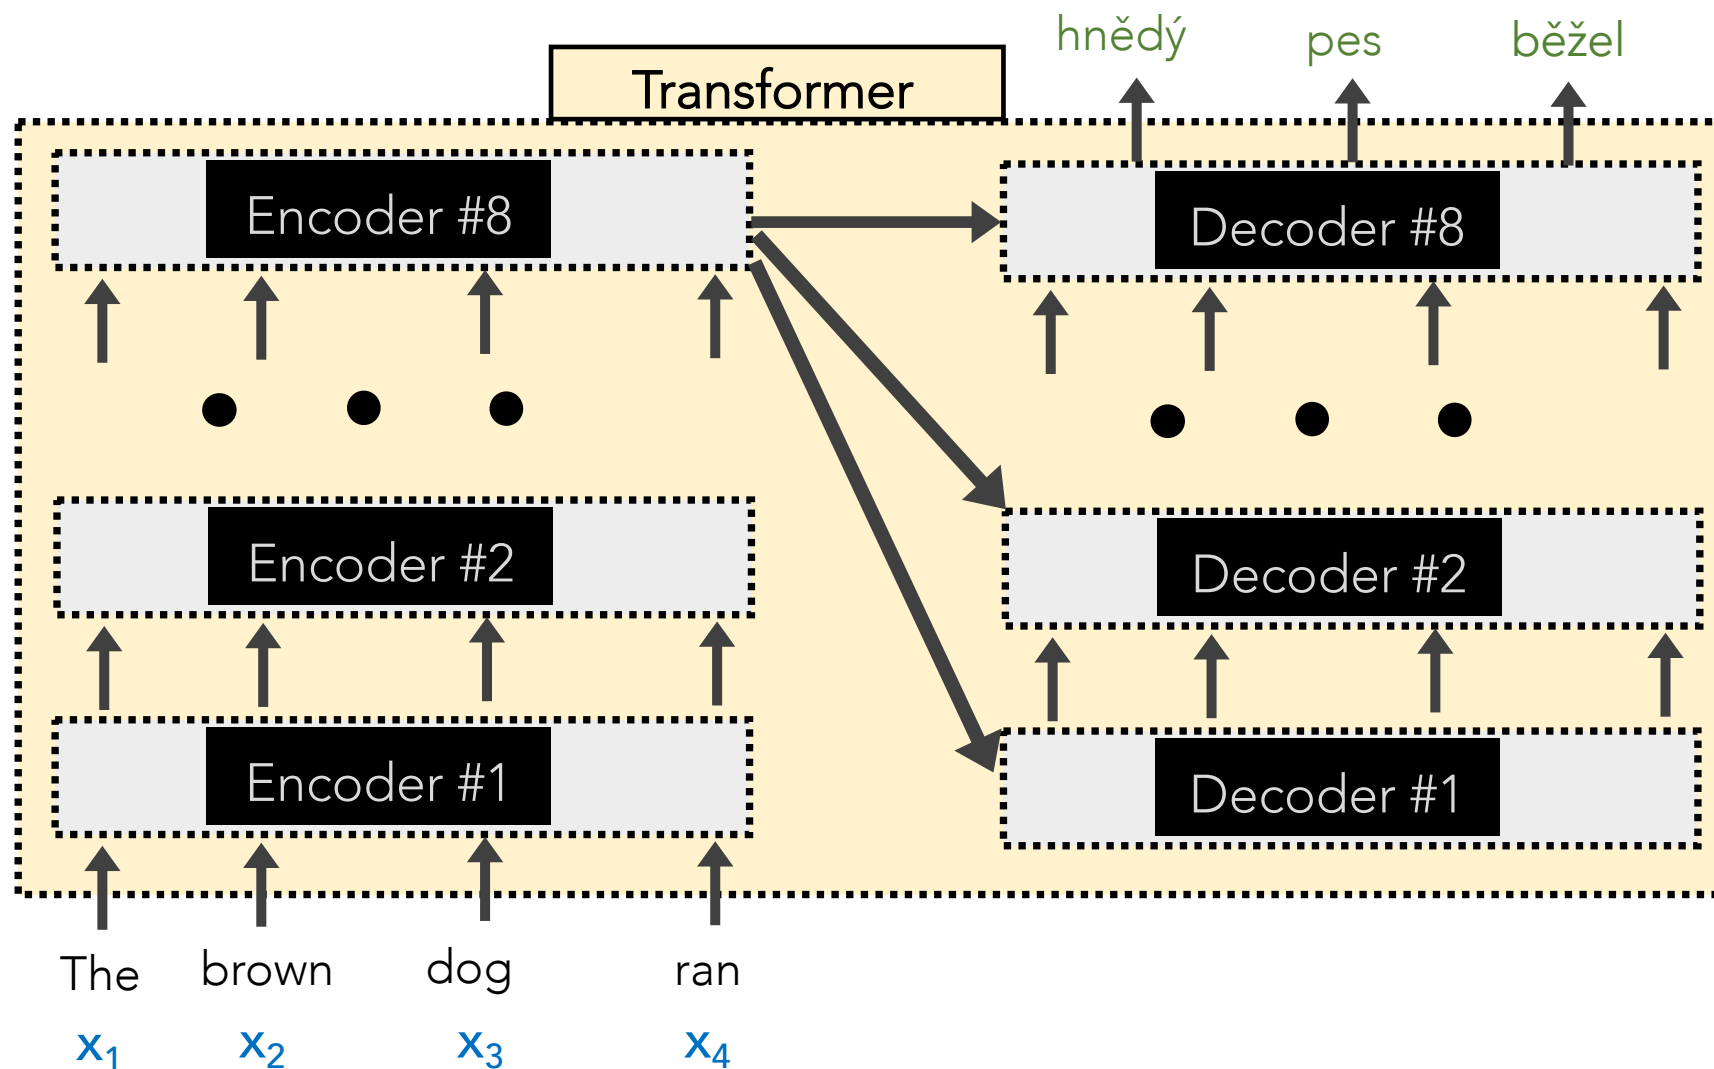 hnědý pes běžel
Transformer
Encoder #8
Decoder #8
Encoder #2
Decoder #2
Encoder #1
Decoder #1
The brown dog ran
x₁ x₂ x₃ x₄